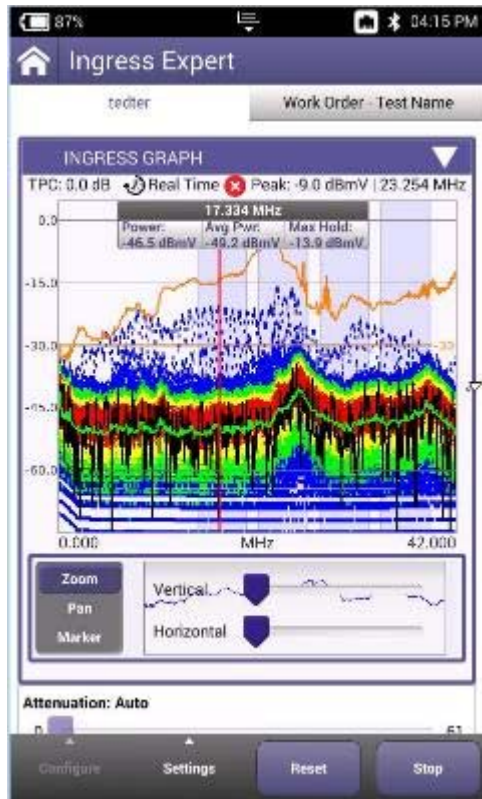 87%
04:15 PM
Ingress Expert
tedter
Work Order - Test Name
INGRESS GRAPH
TPC: 0.0 dB Real Time Peak: -9.0 dBmV | 23.254 MHz
17.334 MHz
Power: Avg Pwr: Max Hold:
-46.5 dBmV -49.2 dBmV -13.9 dBmV
0.0
-15.0
-30.0
-45.0
-60.0
0.000 MHz 42.000
Zoom
Pan
Marker
Vertical
Horizontal
Attenuation: Auto
0
Configure
Settings
Reset
Stop